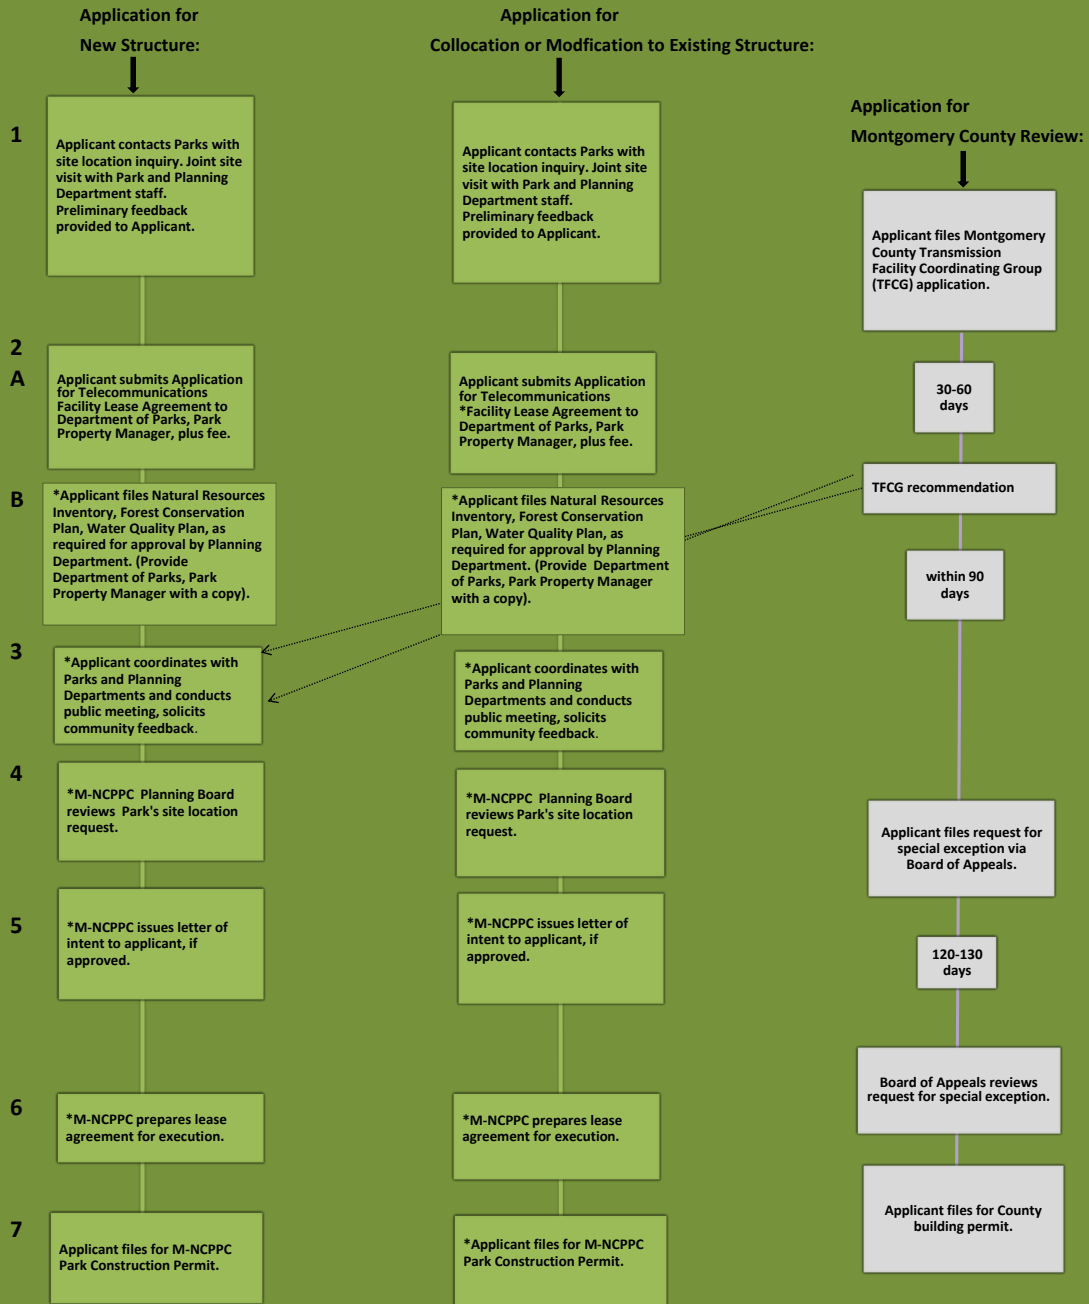 Application for
New Structure:
Application for
Collocation or Modfication to Existing Structure:
Application for
Montgomery County Review:
1
Applicant contacts Parks with
site location inquiry. Joint site
visit with Park and Planning
Department staff.
Preliminary feedback
provided to Applicant.
Applicant contacts Parks with
site location inquiry. Joint site
visit with Park and Planning
Department staff.
Preliminary feedback
provided to Applicant.
Applicant files Montgomery
County Transmission
Facility Coordinating Group
(TFCG) application.
2
A
Applicant submits Application
for Telecommunications
Facility Lease Agreement to
Department of Parks, Park
Property Manager, plus fee.
Applicant submits Application
for Telecommunications
*Facility Lease Agreement to
Department of Parks, Park
Property Manager, plus fee.
30-60
days
B
*Applicant files Natural Resources
Inventory, Forest Conservation
Plan, Water Quality Plan, as
required for approval by Planning
Department. (Provide
Department of Parks, Park
Property Manager with a copy).
*Applicant files Natural Resources
Inventory, Forest Conservation
Plan, Water Quality Plan, as
required for approval by Planning
Department. (Provide Department
of Parks, Park Property Manager
with a copy).
TFCG recommendation
within 90
days
3
*Applicant coordinates with
Parks and Planning
Departments and conducts
public meeting, solicits
community feedback.
*Applicant coordinates with
Parks and Planning
Departments and conducts
public meeting, solicits
community feedback.
4
*M-NCPPC Planning Board
reviews Park's site location
request.
*M-NCPPC Planning Board
reviews Park's site location
request.
Applicant files request for
special exception via
Board of Appeals.
5
*M-NCPPC issues letter of
intent to applicant, if
approved.
*M-NCPPC issues letter of
intent to applicant, if
approved.
120-130
days
Board of Appeals reviews
request for special exception.
6
*M-NCPPC prepares lease
agreement for execution.
*M-NCPPC prepares lease
agreement for execution.
Applicant files for County
building permit.
7
Applicant files for M-NCPPC
Park Construction Permit.
*Applicant files for M-NCPPC
Park Construction Permit.